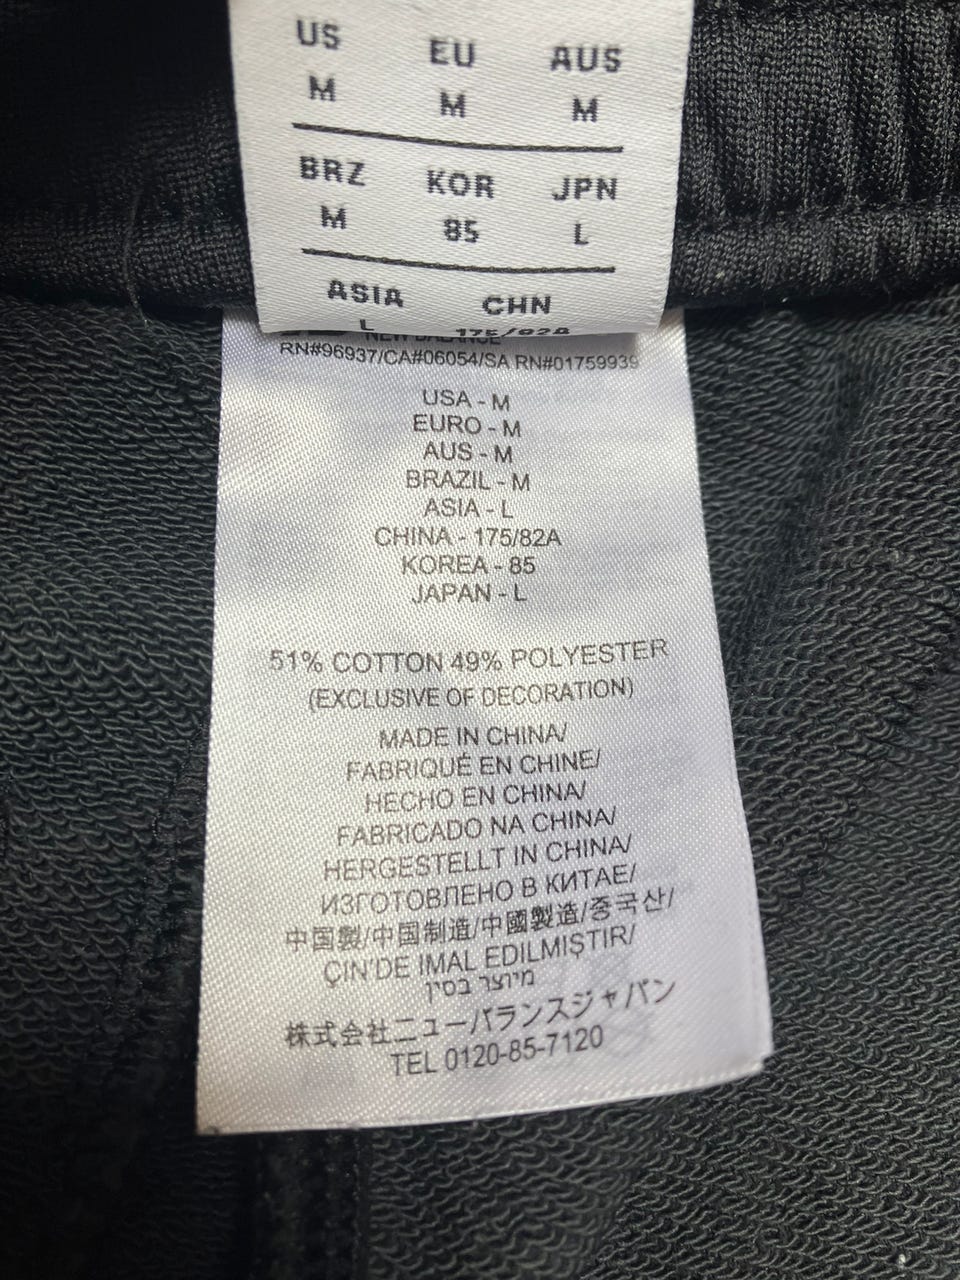 US EU AUS
M M M
BRZ KOR JPN
M 85 L
ASIA CHN
L 175/82A
NEW BALANCE
RN#96937/CA#06054/SA RN#01759939
USA - M
EURO - M
AUS - M
BRAZIL - M
ASIA - L
CHINA - 175/82A
KOREA - 85
JAPAN - L
51% COTTON 49% POLYESTER
(EXCLUSIVE OF DECORATION)
MADE IN CHINA/
FABRIQUÉ EN CHINE/
HECHO EN CHINA/
FABRICADO NA CHINA/
HERGESTELLT IN CHINA/
ИЗГОТОВЛЕНО В КИТАЕ/
中国製/中国制造/中國製造/중국산/
ÇIN'DE IMAL EDILMIŞTIR/
מיוצר בסין
株式会社ニューバランスジャパン
TEL 0120-85-7120